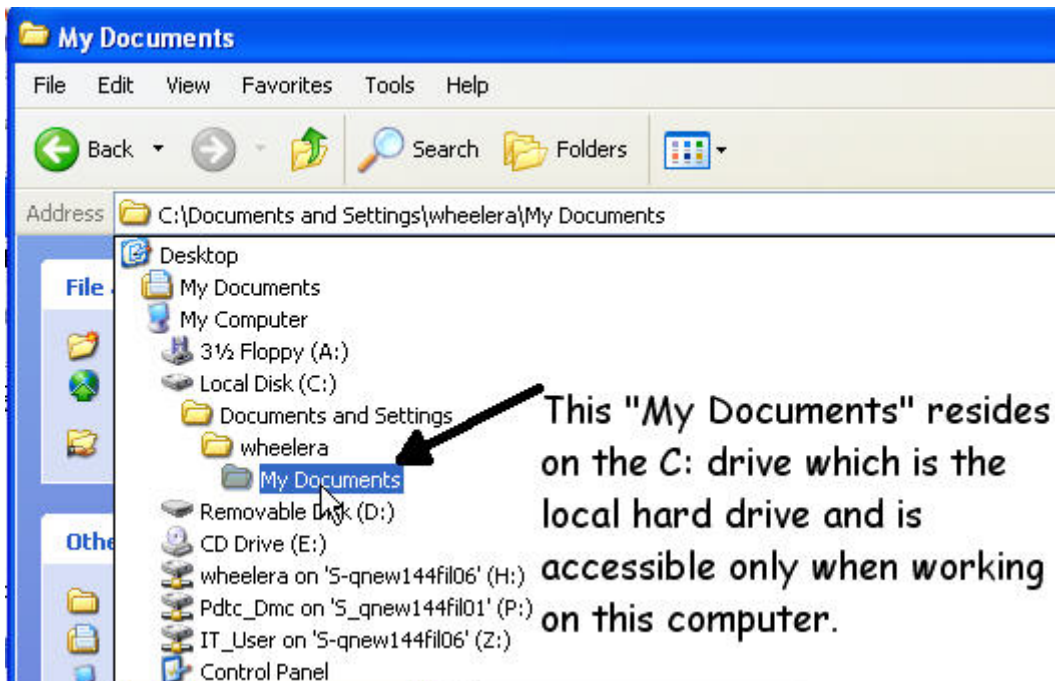 My Documents
File Edit View Favorites Tools Help
Back Search Folders
Address C:\Documents and Settings\wheelera\My Documents
Desktop
File
My Documents
My Computer
3½ Floppy (A:)
Local Disk (C:)
Documents and Settings
wheelera
My Documents
Removable Disk (D:)
CD Drive (E:)
wheelera on 'S-qnew144fil06' (H:)
Pdtc_Dmc on 'S_qnew144fil01' (P:)
IT_User on 'S-qnew144fil06' (Z:)
Control Panel
This "My Documents" resides
on the C: drive which is the
local hard drive and is
accessible only when working
on this computer.